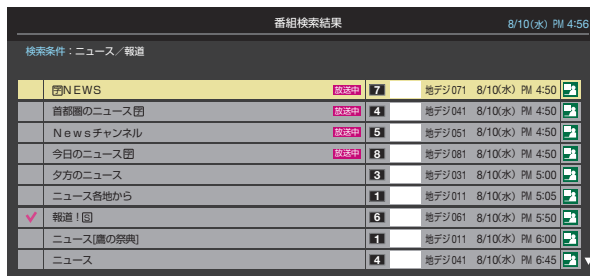 番組検索結果 8/10(水) PM 4:56
検索条件:ニュース/報道
🈑NEWS 放送中 7 地デジ071 8/10(水) PM 4:50
首都圏のニュース🈑 放送中 4 地デジ041 8/10(水) PM 4:50
Newsチャンネル 放送中 5 地デジ051 8/10(水) PM 4:50
今日のニュース🈑 放送中 8 地デジ081 8/10(水) PM 4:50
夕方のニュース 3 地デジ031 8/10(水) PM 5:00
ニュース各地から 1 地デジ011 8/10(水) PM 5:05
報道!🅂 6 地デジ061 8/10(水) PM 5:50
ニュース[鷹の祭典] 1 地デジ011 8/10(水) PM 6:00
ニュース 4 地デジ041 8/10(水) PM 6:45